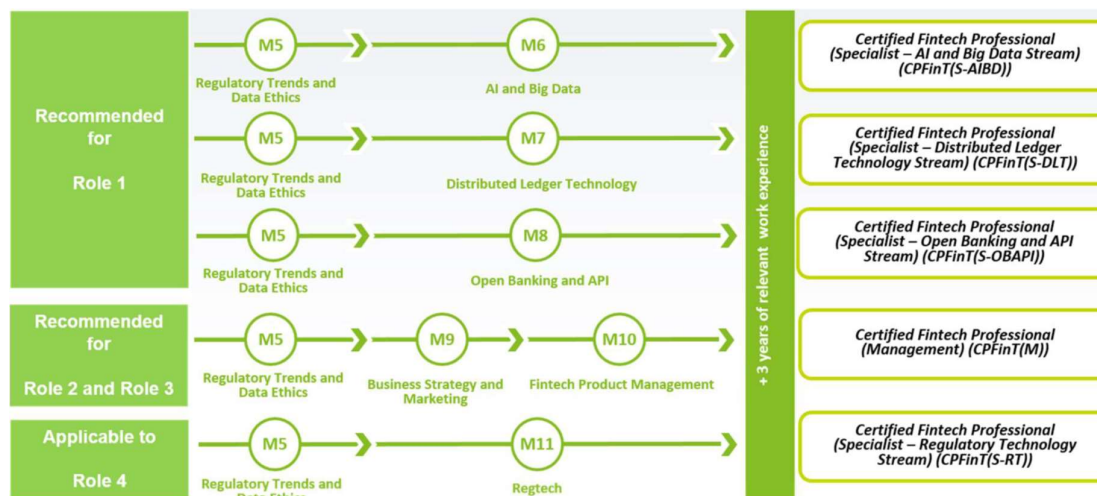 Recommended
for
Role 1
M5
Regulatory Trends and
Data Ethics
M6
AI and Big Data
Certified Fintech Professional
(Specialist – AI and Big Data Stream)
(CPFinT(S-AIBD))
M5
Regulatory Trends and
Data Ethics
M7
Distributed Ledger Technology
Certified Fintech Professional
(Specialist – Distributed Ledger
Technology Stream) (CPFinT(S-DLT))
M5
Regulatory Trends and
Data Ethics
M8
Open Banking and API
Certified Fintech Professional
(Specialist – Open Banking and API
Stream) (CPFinT(S-OBAPI))
+ 3 years of relevant work experience
Recommended
for
Role 2 and Role 3
M5
Regulatory Trends and
Data Ethics
M9
Business Strategy and
Marketing
M10
Fintech Product Management
Certified Fintech Professional
(Management) (CPFinT(M))
Applicable to
Role 4
M5
Regulatory Trends and
Data Ethics
M11
Regtech
Certified Fintech Professional
(Specialist – Regulatory Technology
Stream) (CPFinT(S-RT))